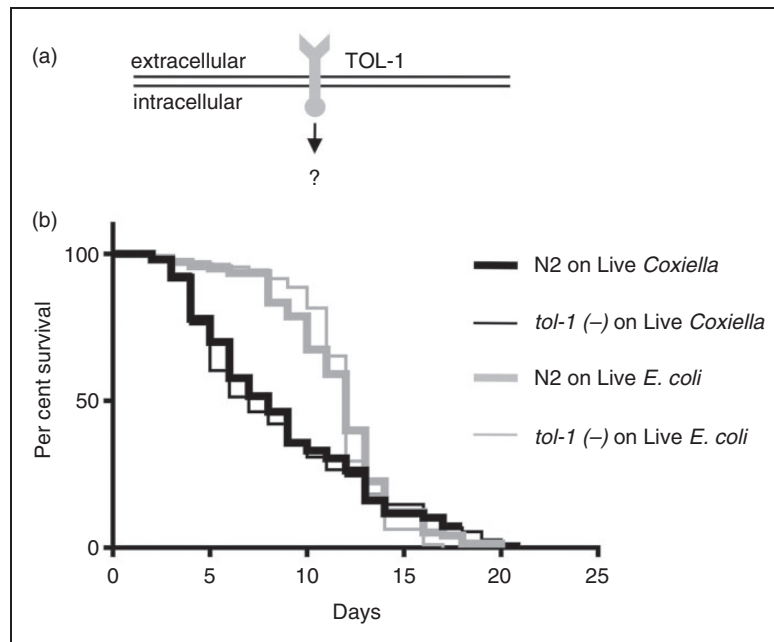 (a)
extracellular
TOL-1
intracellular
?
(b)
100
50
0
Per cent survival
0 5 10 15 20 25
Days
N2 on Live Coxiella
tol-1 (–) on Live Coxiella
N2 on Live E. coli
tol-1 (–) on Live E. coli